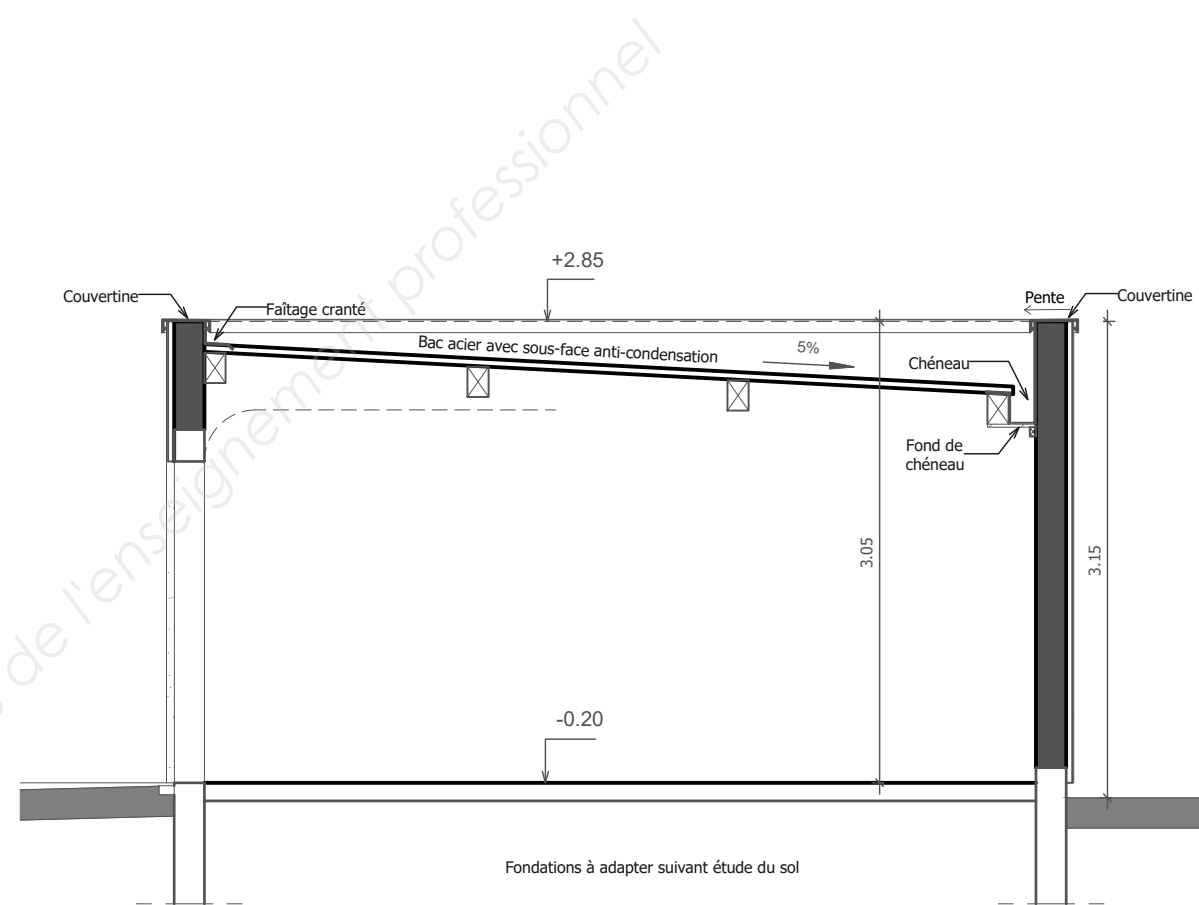 de l'enseignement professionnel
+2.85
Couvertine
Faîtage cranté
Pente
Couvertine
Bac acier avec sous-face anti-condensation
5%
Chéneau
Fond de
chéneau
3.05
3.15
-0.20
Fondations à adapter suivant étude du sol